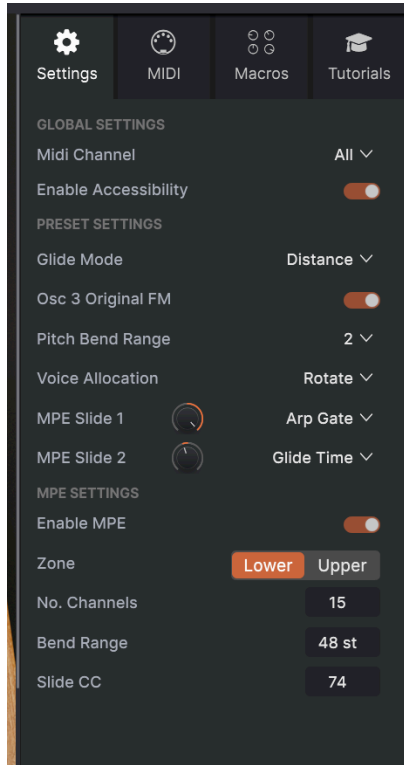 Settings MIDI Macros Tutorials
GLOBAL SETTINGS
Midi Channel All
Enable Accessibility
PRESET SETTINGS
Glide Mode Distance
Osc 3 Original FM
Pitch Bend Range 2
Voice Allocation Rotate
MPE Slide 1 Arp Gate
MPE Slide 2 Glide Time
MPE SETTINGS
Enable MPE
Zone Lower Upper
No. Channels 15
Bend Range 48 st
Slide CC 74